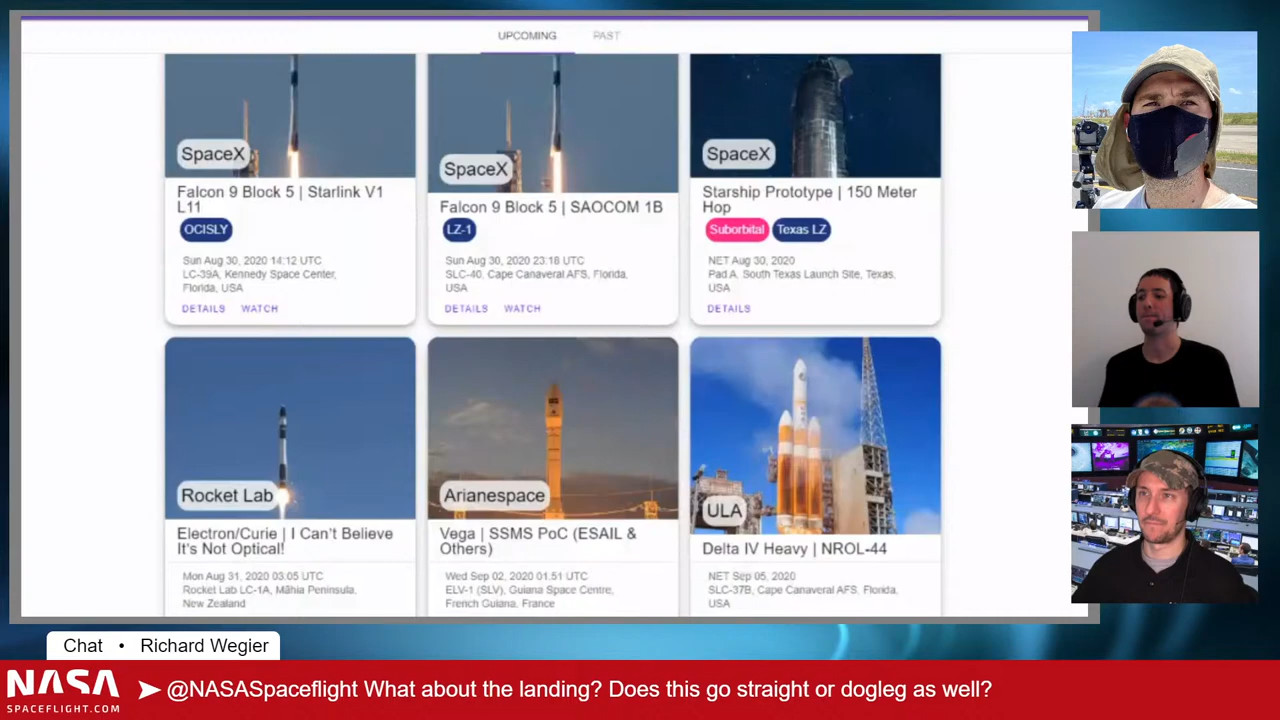 UPCOMING PAST
SpaceX
Falcon 9 Block 5 | Starlink V1
L11
OCISLY
Sun Aug 30, 2020 14:12 UTC
LC-39A, Kennedy Space Center,
Florida, USA
DETAILS WATCH
SpaceX
Falcon 9 Block 5 | SAOCOM 1B
LZ-1
Sun Aug 30, 2020 23:18 UTC
SLC-40, Cape Canaveral AFS, Florida,
USA
DETAILS WATCH
SpaceX
Starship Prototype | 150 Meter
Hop
Suborbital Texas LZ
NET Aug 30, 2020
Pad A, South Texas Launch Site, Texas,
USA
DETAILS
Rocket Lab
Electron/Curie | I Can't Believe
It's Not Optical!
Mon Aug 31, 2020 03:05 UTC
Rocket Lab LC-1A, Māhia Peninsula,
New Zealand
Arianespace
Vega | SSMS PoC (ESAIL &
Others)
Wed Sep 02, 2020 01:51 UTC
ELV-1 (SLV), Guiana Space Centre,
French Guiana, France
ULA
Delta IV Heavy | NROL-44
NET Sep 05, 2020
SLC-37B, Cape Canaveral AFS, Florida,
USA
Chat • Richard Wegier
NASA
SPACEFLIGHT.COM
@NASASpaceflight What about the landing? Does this go straight or dogleg as well?